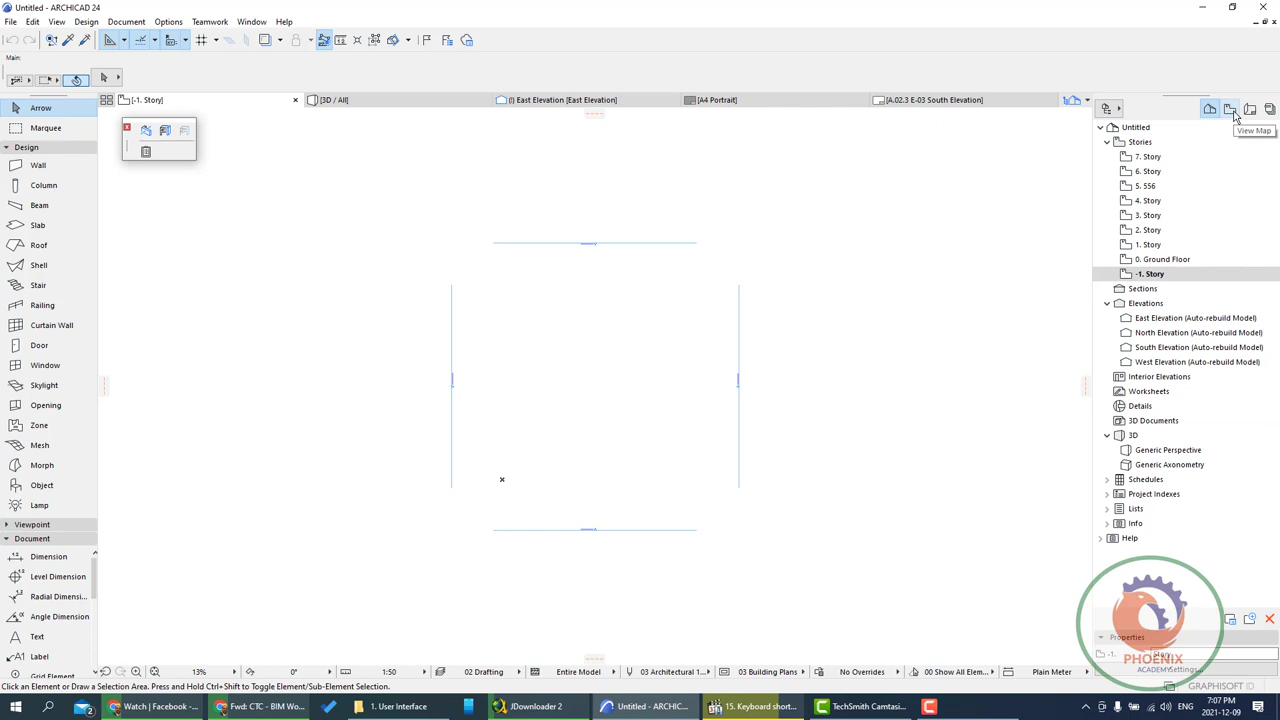 Untitled - ARCHICAD 24
File Edit View Design Document Options Teamwork Window Help
Main:
[-1. Story]
[3D / All]
(!) East Elevation [East Elevation]
[A4 Portrait]
[A.02.3 E-03 South Elevation]
Arrow
Marquee
Design
Wall
Column
Beam
Slab
Roof
Shell
Stair
Railing
Curtain Wall
Door
Window
Skylight
Opening
Zone
Mesh
Morph
Object
Lamp
Viewpoint
Document
Dimension
Level Dimension
Radial Dimensi...
Angle Dimension
Text
Label
Grid Element
View Map
Untitled
Stories
7. Story
6. Story
5. 556
4. Story
3. Story
2. Story
1. Story
0. Ground Floor
-1. Story
Sections
Elevations
East Elevation (Auto-rebuild Model)
North Elevation (Auto-rebuild Model)
South Elevation (Auto-rebuild Model)
West Elevation (Auto-rebuild Model)
Interior Elevations
Worksheets
Details
3D Documents
3D
Generic Perspective
Generic Axonometry
Schedules
Project Indexes
Lists
Info
Help
Properties
-1. Story
Settings...
PHOENIX
ACADEMY
13% 0° 1:50 Drafting Entire Model 03 Architectural 1... 03 Building Plans No Overrides 00 Show All Elem... Plain Meter
Click an Element or Draw a Selection Area. Press and Hold Ctrl+Shift to Toggle Element/Sub-Element Selection.
GRAPHISOFT ID
Watch | Facebook -... Fwd: CTC - BIM Wo... 1. User Interface JDownloader 2 Untitled - ARCHIC... 15. Keyboard short... TechSmith Camtasi...
7:07 PM
2021-12-09